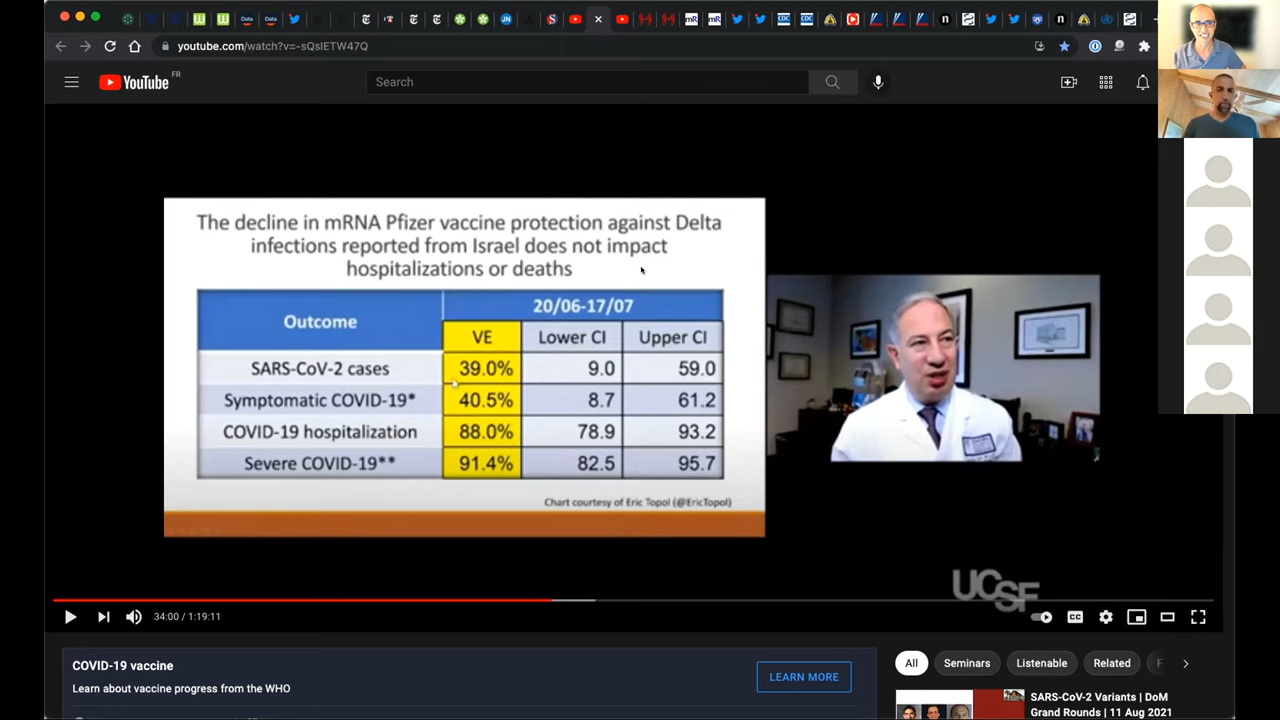 youtube.com/watch?v=-sQsIETW47Q
YouTube FR
Search
The decline in mRNA Pfizer vaccine protection against Delta
infections reported from Israel does not impact
hospitalizations or deaths
Outcome
20/06-17/07
VE Lower CI Upper CI
SARS-CoV-2 cases 39.0% 9.0 59.0
Symptomatic COVID-19* 40.5% 8.7 61.2
COVID-19 hospitalization 88.0% 78.9 93.2
Severe COVID-19** 91.4% 82.5 95.7
Chart courtesy of Eric Topol (@EricTopol)
UCSF
34:00 / 1:19:11
CC
COVID-19 vaccine
Learn about vaccine progress from the WHO
LEARN MORE
All Seminars Listenable Related
SARS-CoV-2 Variants | DoM
Grand Rounds | 11 Aug 2021